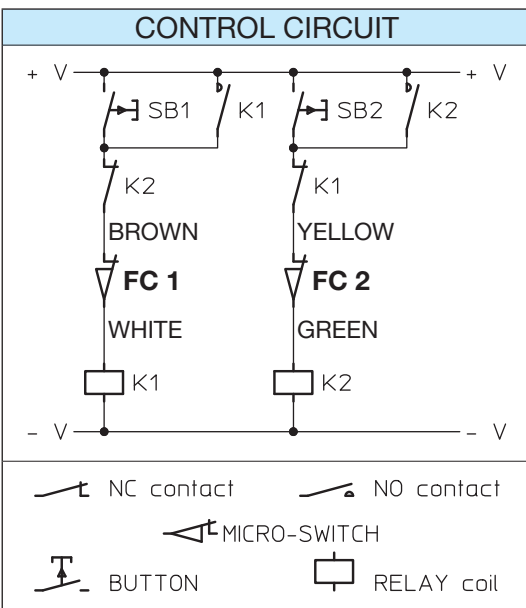 CONTROL CIRCUIT
+ V + V
SB1 K1 SB2 K2
K2 K1
BROWN YELLOW
FC 1 FC 2
WHITE GREEN
K1 K2
- V - V
NC contact NO contact
MICRO-SWITCH
BUTTON RELAY coil